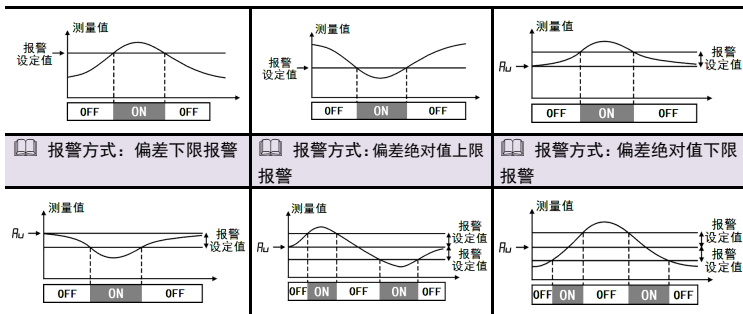 测量值
报警
设定值
OFF ON OFF
测量值
报警
设定值
OFF ON OFF
测量值
Au
报警
设定值
OFF ON OFF
报警方式：偏差下限报警
报警方式：偏差绝对值上限
报警
报警方式：偏差绝对值下限
报警
测量值
Au
报警
设定值
OFF ON OFF
测量值
Au
报警
设定值
报警
设定值
OFF ON OFF ON OFF
测量值
Au
报警
设定值
报警
设定值
OFF ON OFF ON OFF